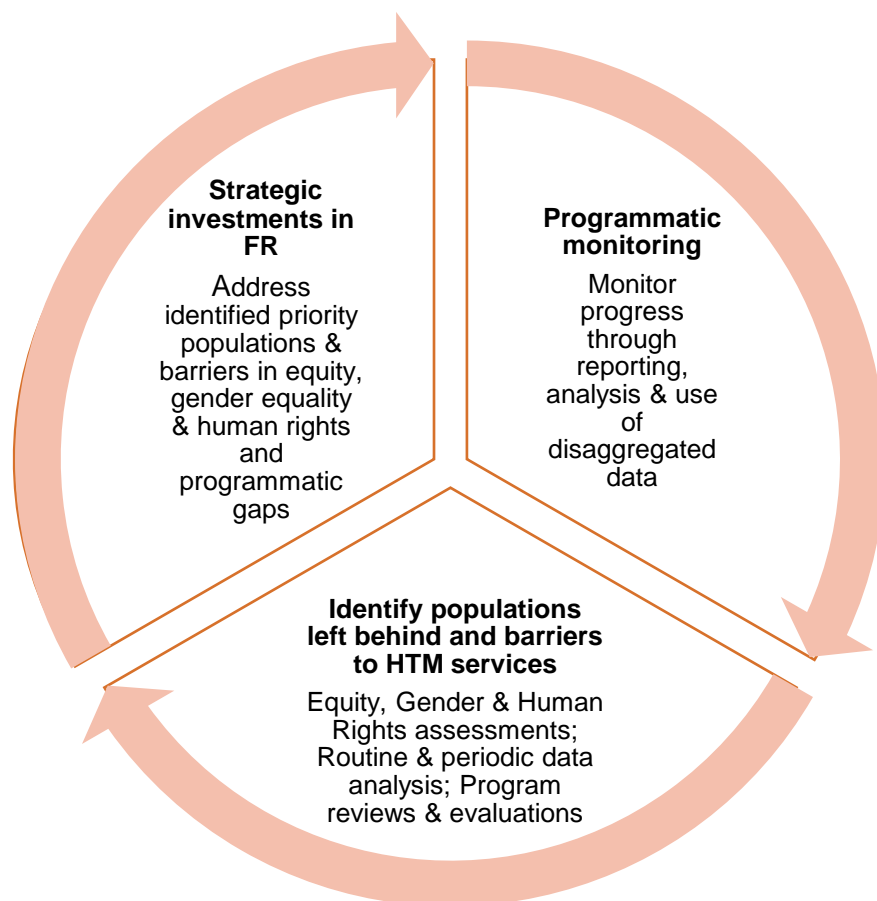 Strategic
investments in
FR
Address
identified priority
populations &
barriers in equity,
gender equality
& human rights
and
programmatic
gaps
Programmatic
monitoring
Monitor
progress
through
reporting,
analysis & use
of
disaggregated
data
Identify populations
left behind and barriers
to HTM services
Equity, Gender & Human
Rights assessments;
Routine & periodic data
analysis; Program
reviews & evaluations